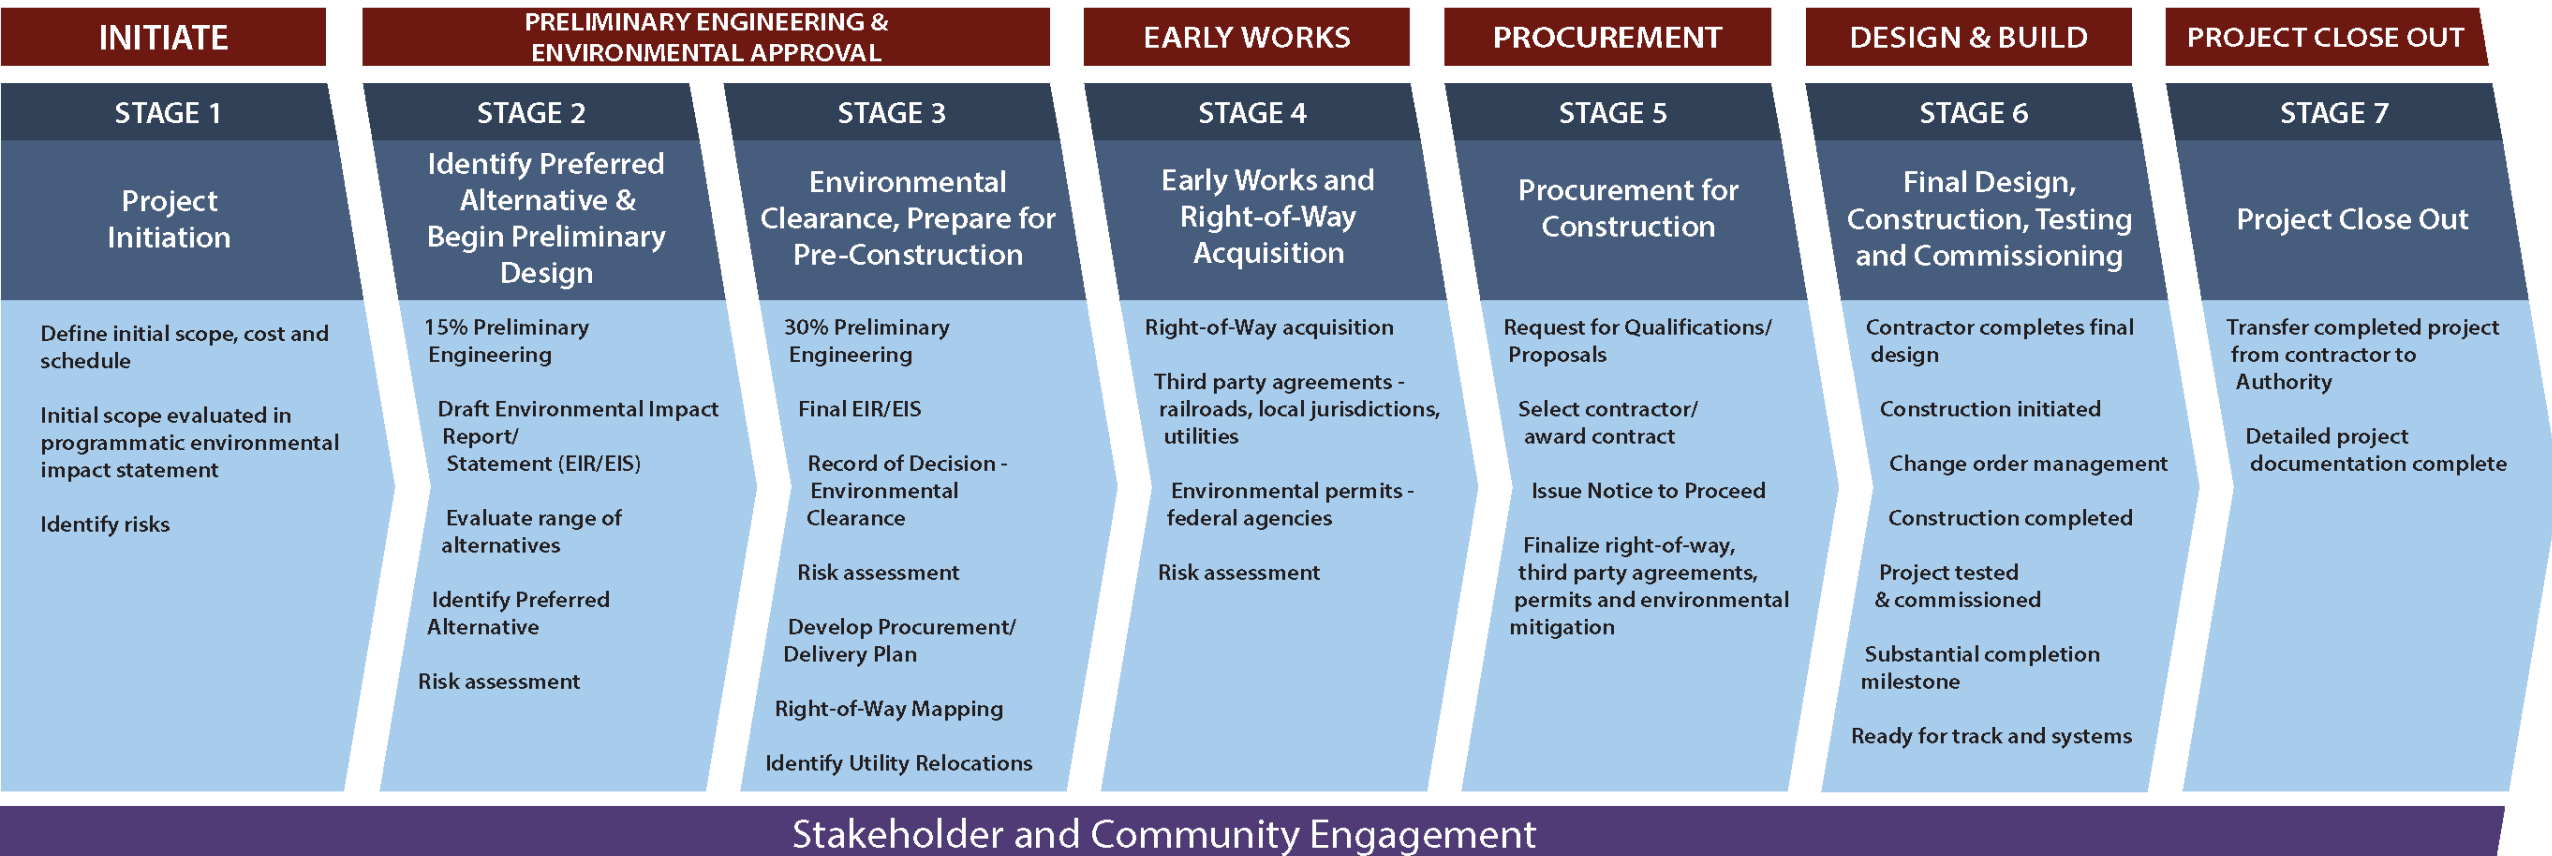 INITIATE
PRELIMINARY ENGINEERING &
ENVIRONMENTAL APPROVAL
EARLY WORKS
PROCUREMENT
DESIGN & BUILD
PROJECT CLOSE OUT
STAGE 1
Project
Initiation
Define initial scope, cost and
schedule
Initial scope evaluated in
programmatic environmental
impact statement
Identify risks
STAGE 2
Identify Preferred
Alternative &
Begin Preliminary
Design
15% Preliminary
Engineering
Draft Environmental Impact
Report/
Statement (EIR/EIS)
Evaluate range of
alternatives
Identify Preferred
Alternative
Risk assessment
STAGE 3
Environmental
Clearance, Prepare for
Pre-Construction
30% Preliminary
Engineering
Final EIR/EIS
Record of Decision -
Environmental
Clearance
Risk assessment
Develop Procurement/
Delivery Plan
Right-of-Way Mapping
Identify Utility Relocations
STAGE 4
Early Works and
Right-of-Way
Acquisition
Right-of-Way acquisition
Third party agreements -
railroads, local jurisdictions,
utilities
Environmental permits -
federal agencies
Risk assessment
STAGE 5
Procurement for
Construction
Request for Qualifications/
Proposals
Select contractor/
award contract
Issue Notice to Proceed
Finalize right-of-way,
third party agreements,
permits and environmental
mitigation
STAGE 6
Final Design,
Construction, Testing
and Commissioning
Contractor completes final
design
Construction initiated
Change order management
Construction completed
Project tested
& commissioned
Substantial completion
milestone
Ready for track and systems
STAGE 7
Project Close Out
Transfer completed project
from contractor to
Authority
Detailed project
documentation complete
Stakeholder and Community Engagement